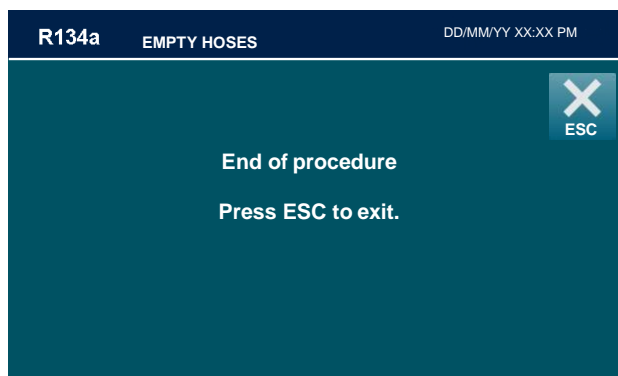 R134a EMPTY HOSES DD/MM/YY XX:XX PM
ESC
End of procedure
Press ESC to exit.